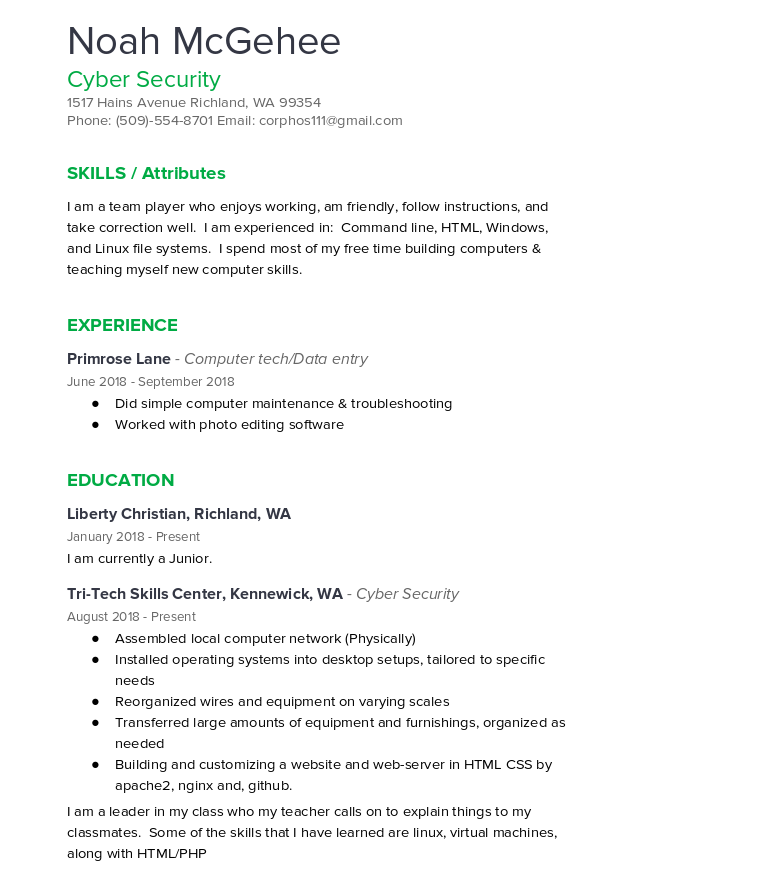 Noah McGehee
Cyber Security
1517 Hains Avenue Richland, WA 99354
Phone: (509)-554-8701 Email: corphos111@gmail.com
SKILLS / Attributes
I am a team player who enjoys working, am friendly, follow instructions, and
take correction well.  I am experienced in:  Command line, HTML, Windows,
and Linux file systems.  I spend most of my free time building computers &
teaching myself new computer skills.
EXPERIENCE
Primrose Lane - Computer tech/Data entry
June 2018 - September 2018
● Did simple computer maintenance & troubleshooting
● Worked with photo editing software
EDUCATION
Liberty Christian, Richland, WA
January 2018 - Present
I am currently a Junior.
Tri-Tech Skills Center, Kennewick, WA - Cyber Security
August 2018 - Present
● Assembled local computer network (Physically)
● Installed operating systems into desktop setups, tailored to specific
needs
● Reorganized wires and equipment on varying scales
● Transferred large amounts of equipment and furnishings, organized as
needed
● Building and customizing a website and web-server in HTML CSS by
apache2, nginx and, github.
I am a leader in my class who my teacher calls on to explain things to my
classmates.  Some of the skills that I have learned are linux, virtual machines,
along with HTML/PHP